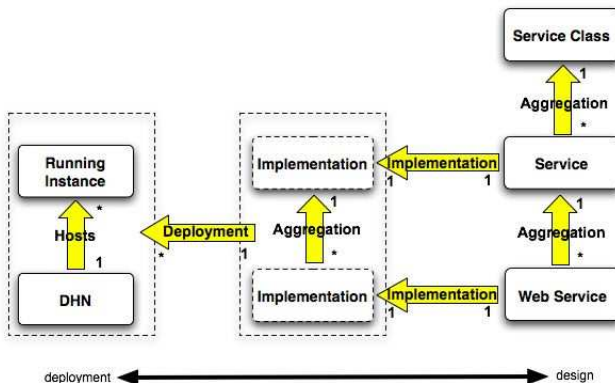 Service Class
1
Aggregation
*
Running
Instance
*
Hosts
1
DHN
Deployment
*
1
Implementation
1
Aggregation
*
Implementation
Implementation
1
1
Service
1
Aggregation
*
Implementation
1
1
Web Service
deployment
design